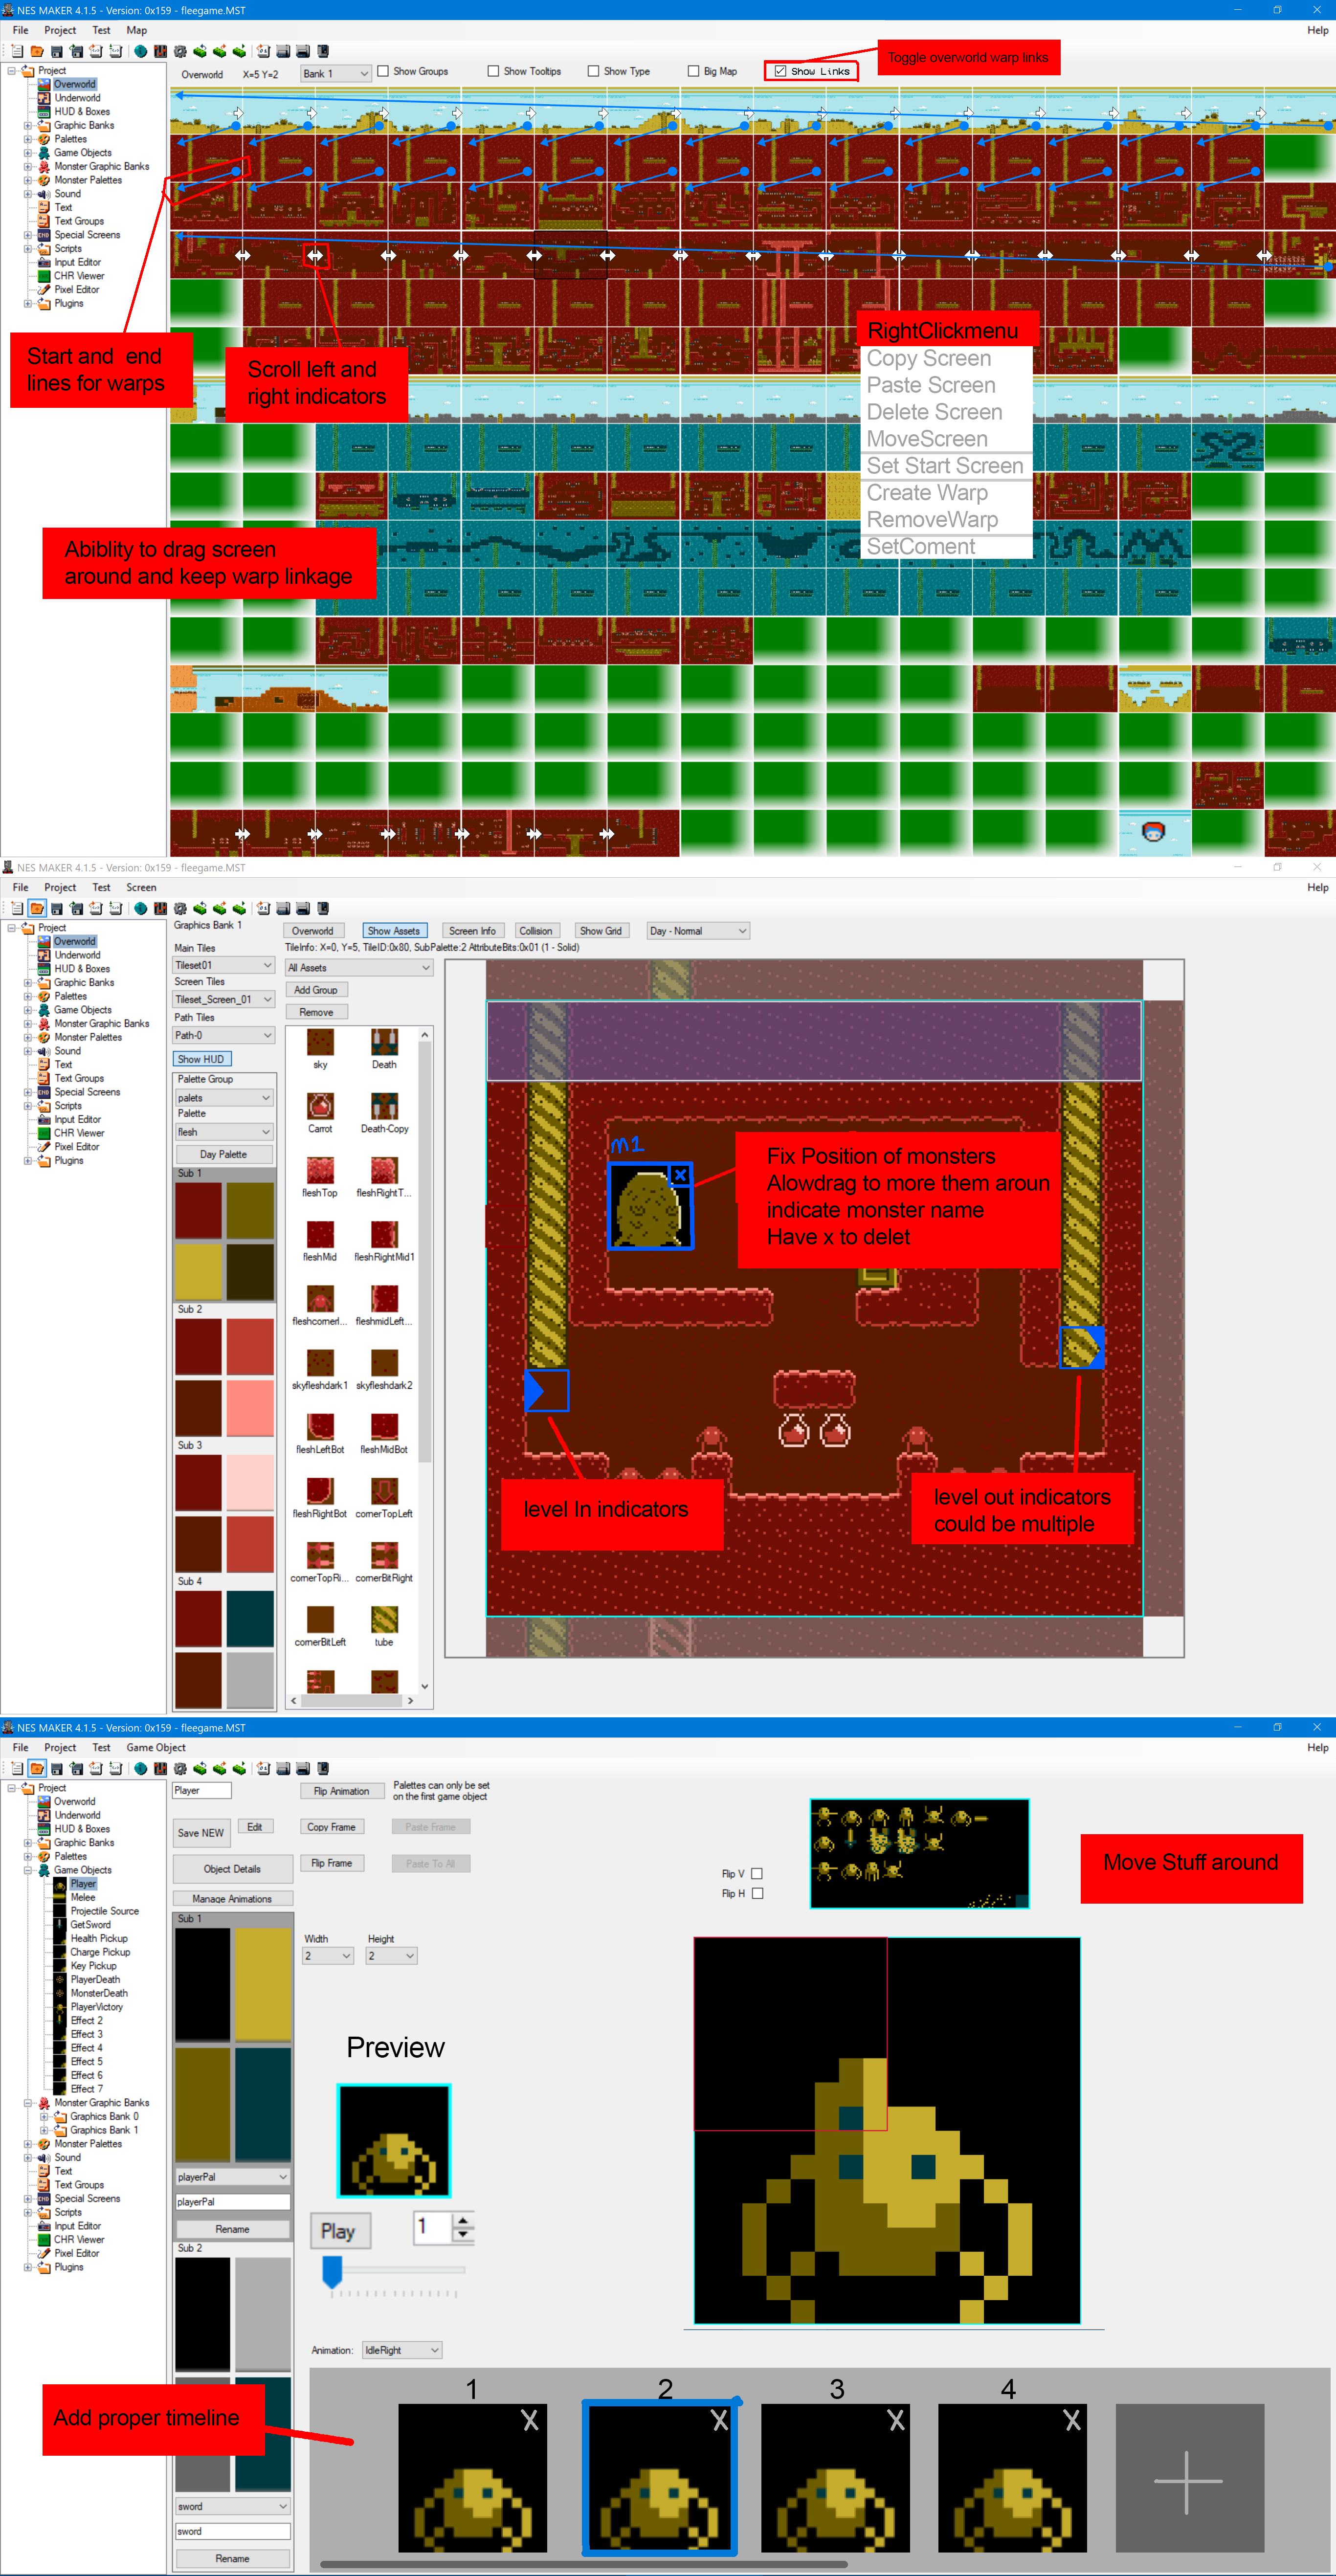 NES MAKER 4.1.5 - Version: 0x159 - fleegame.MST
File Project Test Map Help
Overworld X=5 Y=2 Bank 1 Show Groups Show Tooltips Show Type Big Map Show Links
Toggle overworld warp links
Project
Overworld
Underworld
HUD & Boxes
Graphic Banks
Palettes
Game Objects
Monster Graphic Banks
Monster Palettes
Sound
Text
Text Groups
Special Screens
Scripts
Input Editor
CHR Viewer
Pixel Editor
Plugins
Start and end
lines for warps
Scroll left and
right indicators
Abiblity to drag screen
around and keep warp linkage
RightClickmenu
Copy Screen
Paste Screen
Delete Screen
MoveScreen
Set Start Screen
Create Warp
RemoveWarp
SetComent
NES MAKER 4.1.5 - Version: 0x159 - fleegame.MST
File Project Test Screen Help
Project
Overworld
Underworld
HUD & Boxes
Graphic Banks
Palettes
Game Objects
Monster Graphic Banks
Monster Palettes
Sound
Text
Text Groups
Special Screens
Scripts
Input Editor
CHR Viewer
Pixel Editor
Plugins
Graphics Bank 1
Main Tiles
Tileset01
Screen Tiles
Tileset_Screen_01
Path Tiles
Path-0
Show HUD
Palette Group
palets
Palette
flesh
Day Palette
Sub 1
Sub 2
Sub 3
Sub 4
Overworld Show Assets Screen Info Collision Show Grid Day - Normal
TileInfo: X=0, Y=5, TileID:0x80, SubPalette:2 AttributeBits:0x01 (1 - Solid)
All Assets
Add Group
Remove
sky Death
Carrot Death-Copy
fleshTop fleshRightT...
fleshMid fleshRightMid1
fleshcornerl... fleshmidLeft...
skyfleshdark1 skyfleshdark2
fleshLeftBot fleshMidBot
fleshRightBot cornerTopLeft
cornerTopRi... cornerBitRight
cornerBitLeft tube
m1
x
Fix Position of monsters
Alowdrag to more them aroun
indicate monster name
Have x to delet
level In indicators
level out indicators
could be multiple
NES MAKER 4.1.5 - Version: 0x159 - fleegame.MST
File Project Test Game Object Help
Project
Overworld
Underworld
HUD & Boxes
Graphic Banks
Palettes
Game Objects
Player
Melee
Projectile Source
GetSword
Health Pickup
Charge Pickup
Key Pickup
PlayerDeath
MonsterDeath
PlayerVictory
Effect 2
Effect 3
Effect 4
Effect 5
Effect 6
Effect 7
Monster Graphic Banks
Graphics Bank 0
Graphics Bank 1
Monster Palettes
Sound
Text
Text Groups
Special Screens
Scripts
Input Editor
CHR Viewer
Pixel Editor
Plugins
Player
Save NEW Edit
Object Details
Manage Animations
Sub 1
playerPal
playerPal
Rename
Sub 2
sword
sword
Rename
Flip Animation
Palettes can only be set
on the first game object
Copy Frame Paste Frame
Flip Frame Paste To All
Width Height
2 2
Flip V
Flip H
Move Stuff around
Preview
Play 1
Animation: IdleRight
Add proper timeline
1 2 3 4
X X X X